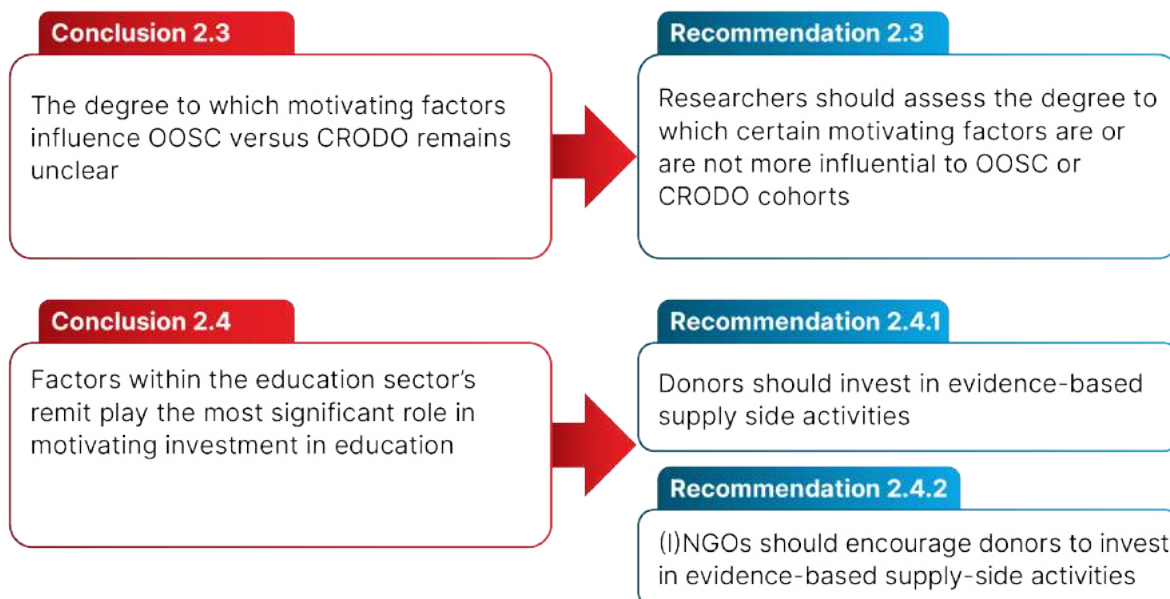 Conclusion 2.3
The degree to which motivating factors
influence OOSC versus CRODO remains
unclear
Recommendation 2.3
Researchers should assess the degree to
which certain motivating factors are or
are not more influential to OOSC or
CRODO cohorts
Conclusion 2.4
Factors within the education sector’s
remit play the most significant role in
motivating investment in education
Recommendation 2.4.1
Donors should invest in evidence-based
supply side activities
Recommendation 2.4.2
(I)NGOs should encourage donors to invest
in evidence-based supply-side activities